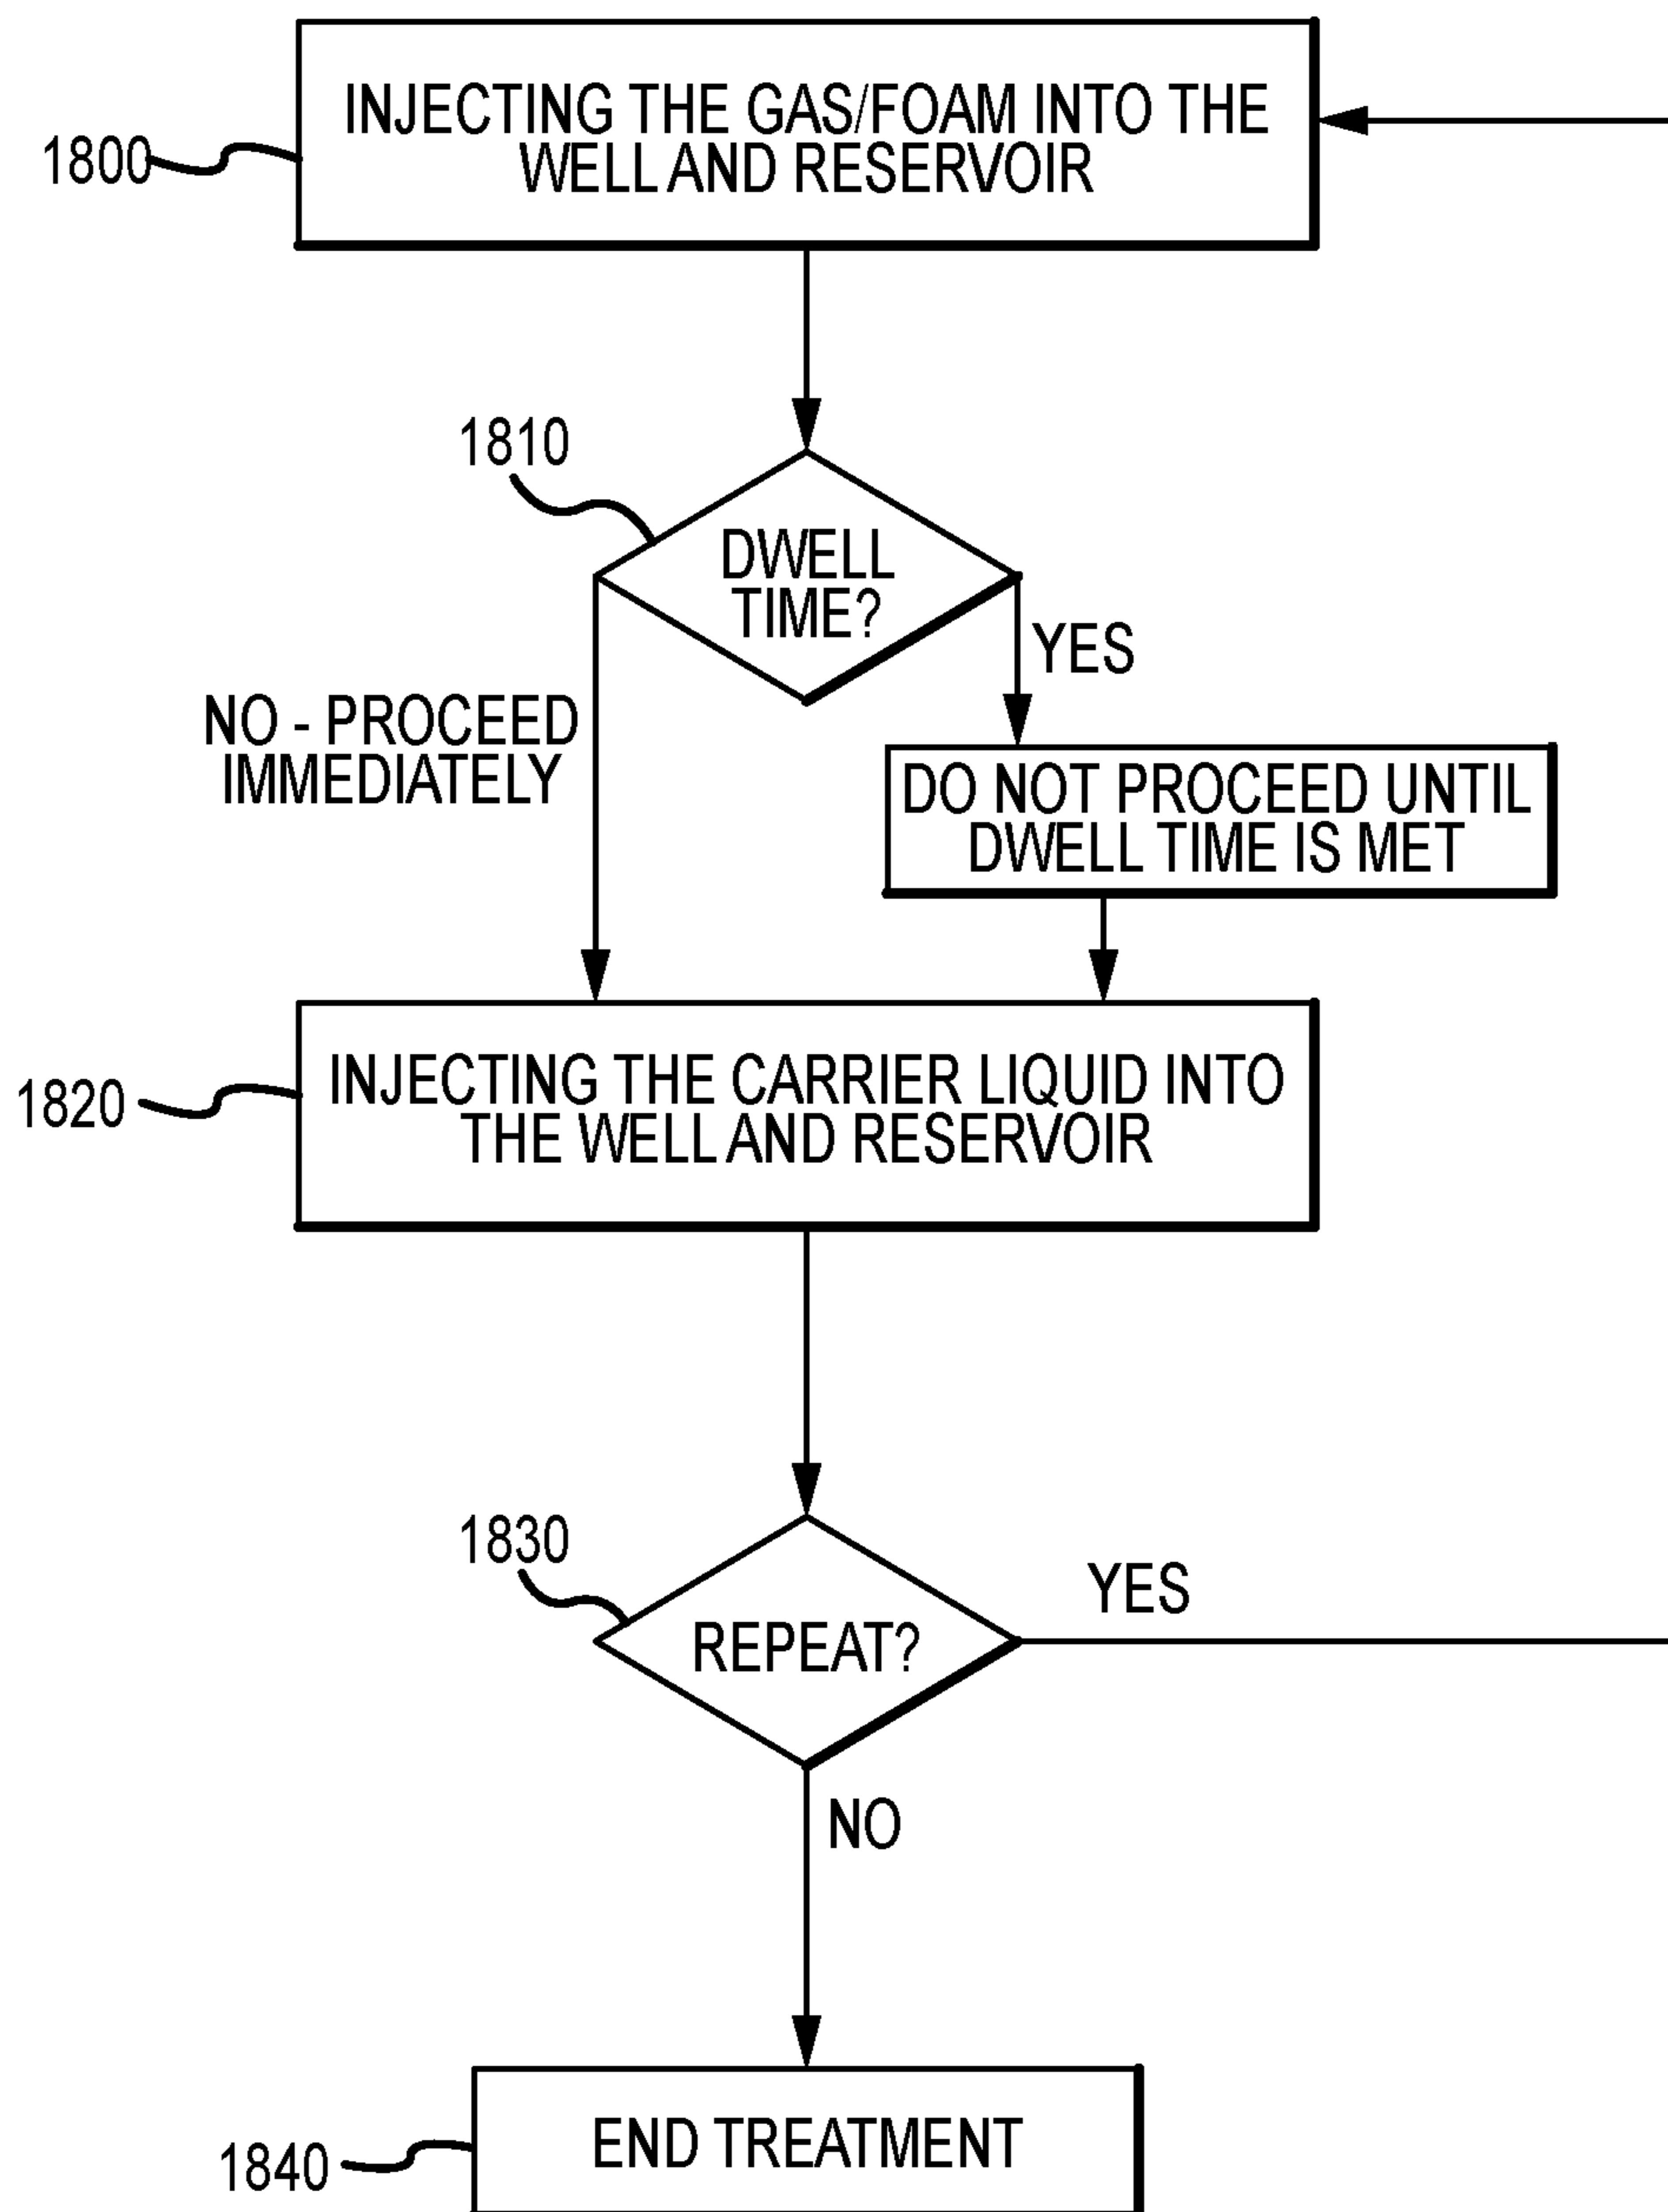 1800
INJECTING THE GAS/FOAM INTO THE
WELL AND RESERVOIR
1810
DWELL
TIME?
YES
NO - PROCEED
IMMEDIATELY
DO NOT PROCEED UNTIL
DWELL TIME IS MET
1820
INJECTING THE CARRIER LIQUID INTO
THE WELL AND RESERVOIR
1830
REPEAT?
YES
NO
1840
END TREATMENT